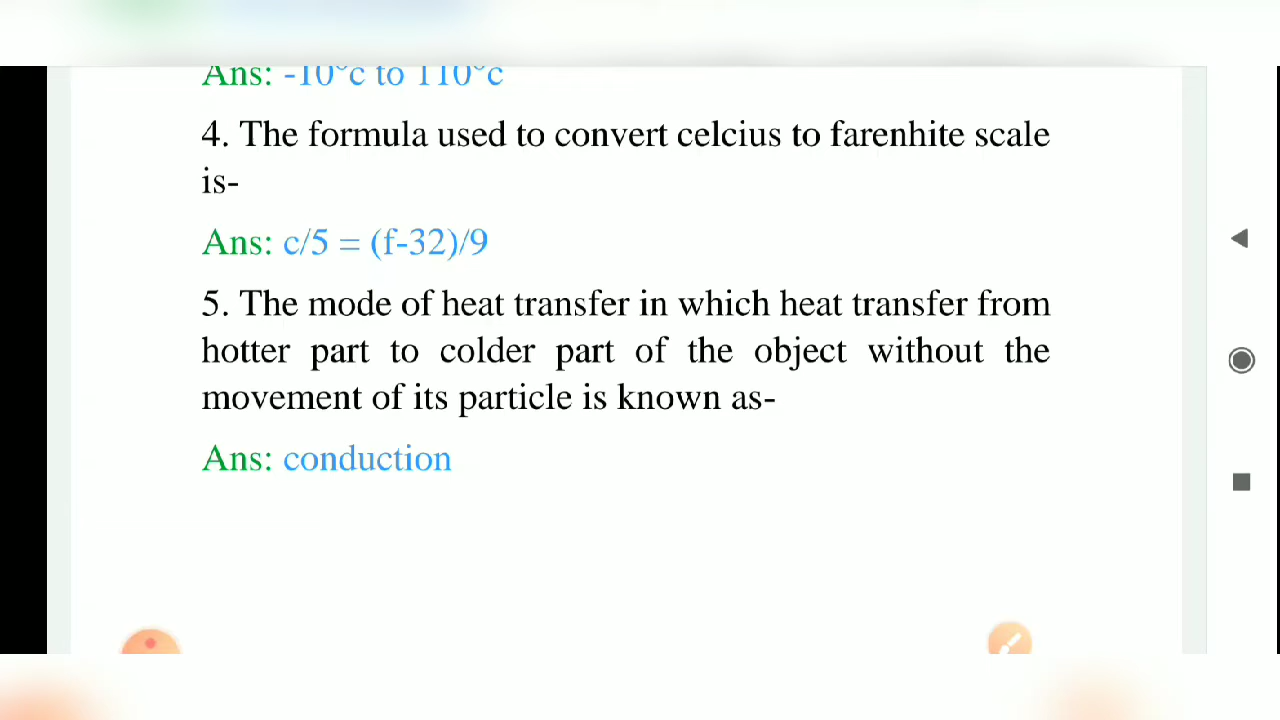 Ans: -10°c to 110°c
4. The formula used to convert celcius to farenhite scale
is-
Ans: c/5 = (f-32)/9
5. The mode of heat transfer in which heat transfer from
hotter part to colder part of the object without the
movement of its particle is known as-
Ans: conduction